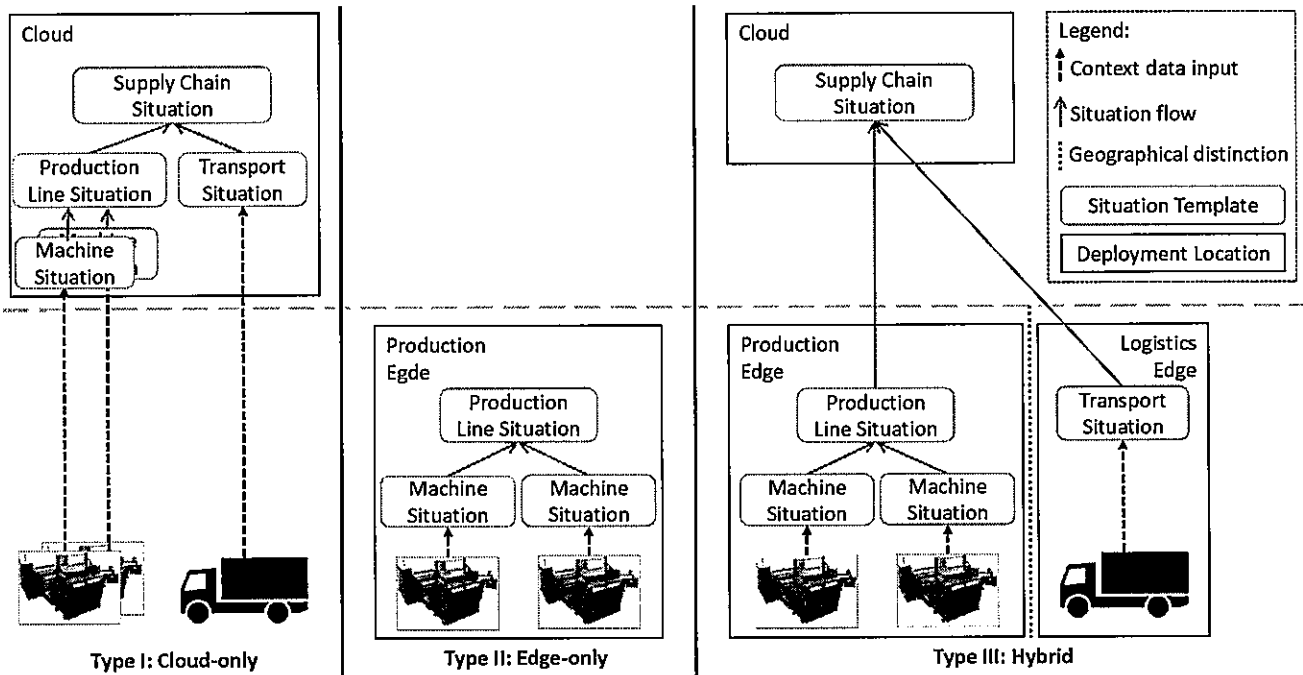 Cloud
Supply Chain
Situation
Production
Line Situation
Transport
Situation
Machine
Situation
Type I: Cloud-only
Production
Egde
Production
Line Situation
Machine
Situation
Machine
Situation
Type II: Edge-only
Cloud
Supply Chain
Situation
Production
Edge
Production
Line Situation
Machine
Situation
Machine
Situation
Logistics
Edge
Transport
Situation
Type III: Hybrid
Legend:
Context data input
Situation flow
Geographical distinction
Situation Template
Deployment Location